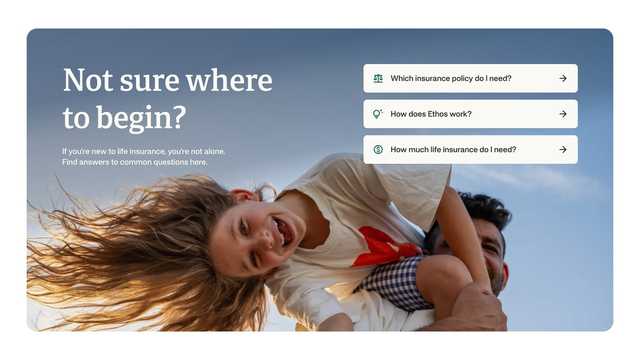 Not sure where
to begin?
If you're new to life insurance, you're not alone.
Find answers to common questions here.
Which insurance policy do I need?
How does Ethos work?
How much life insurance do I need?